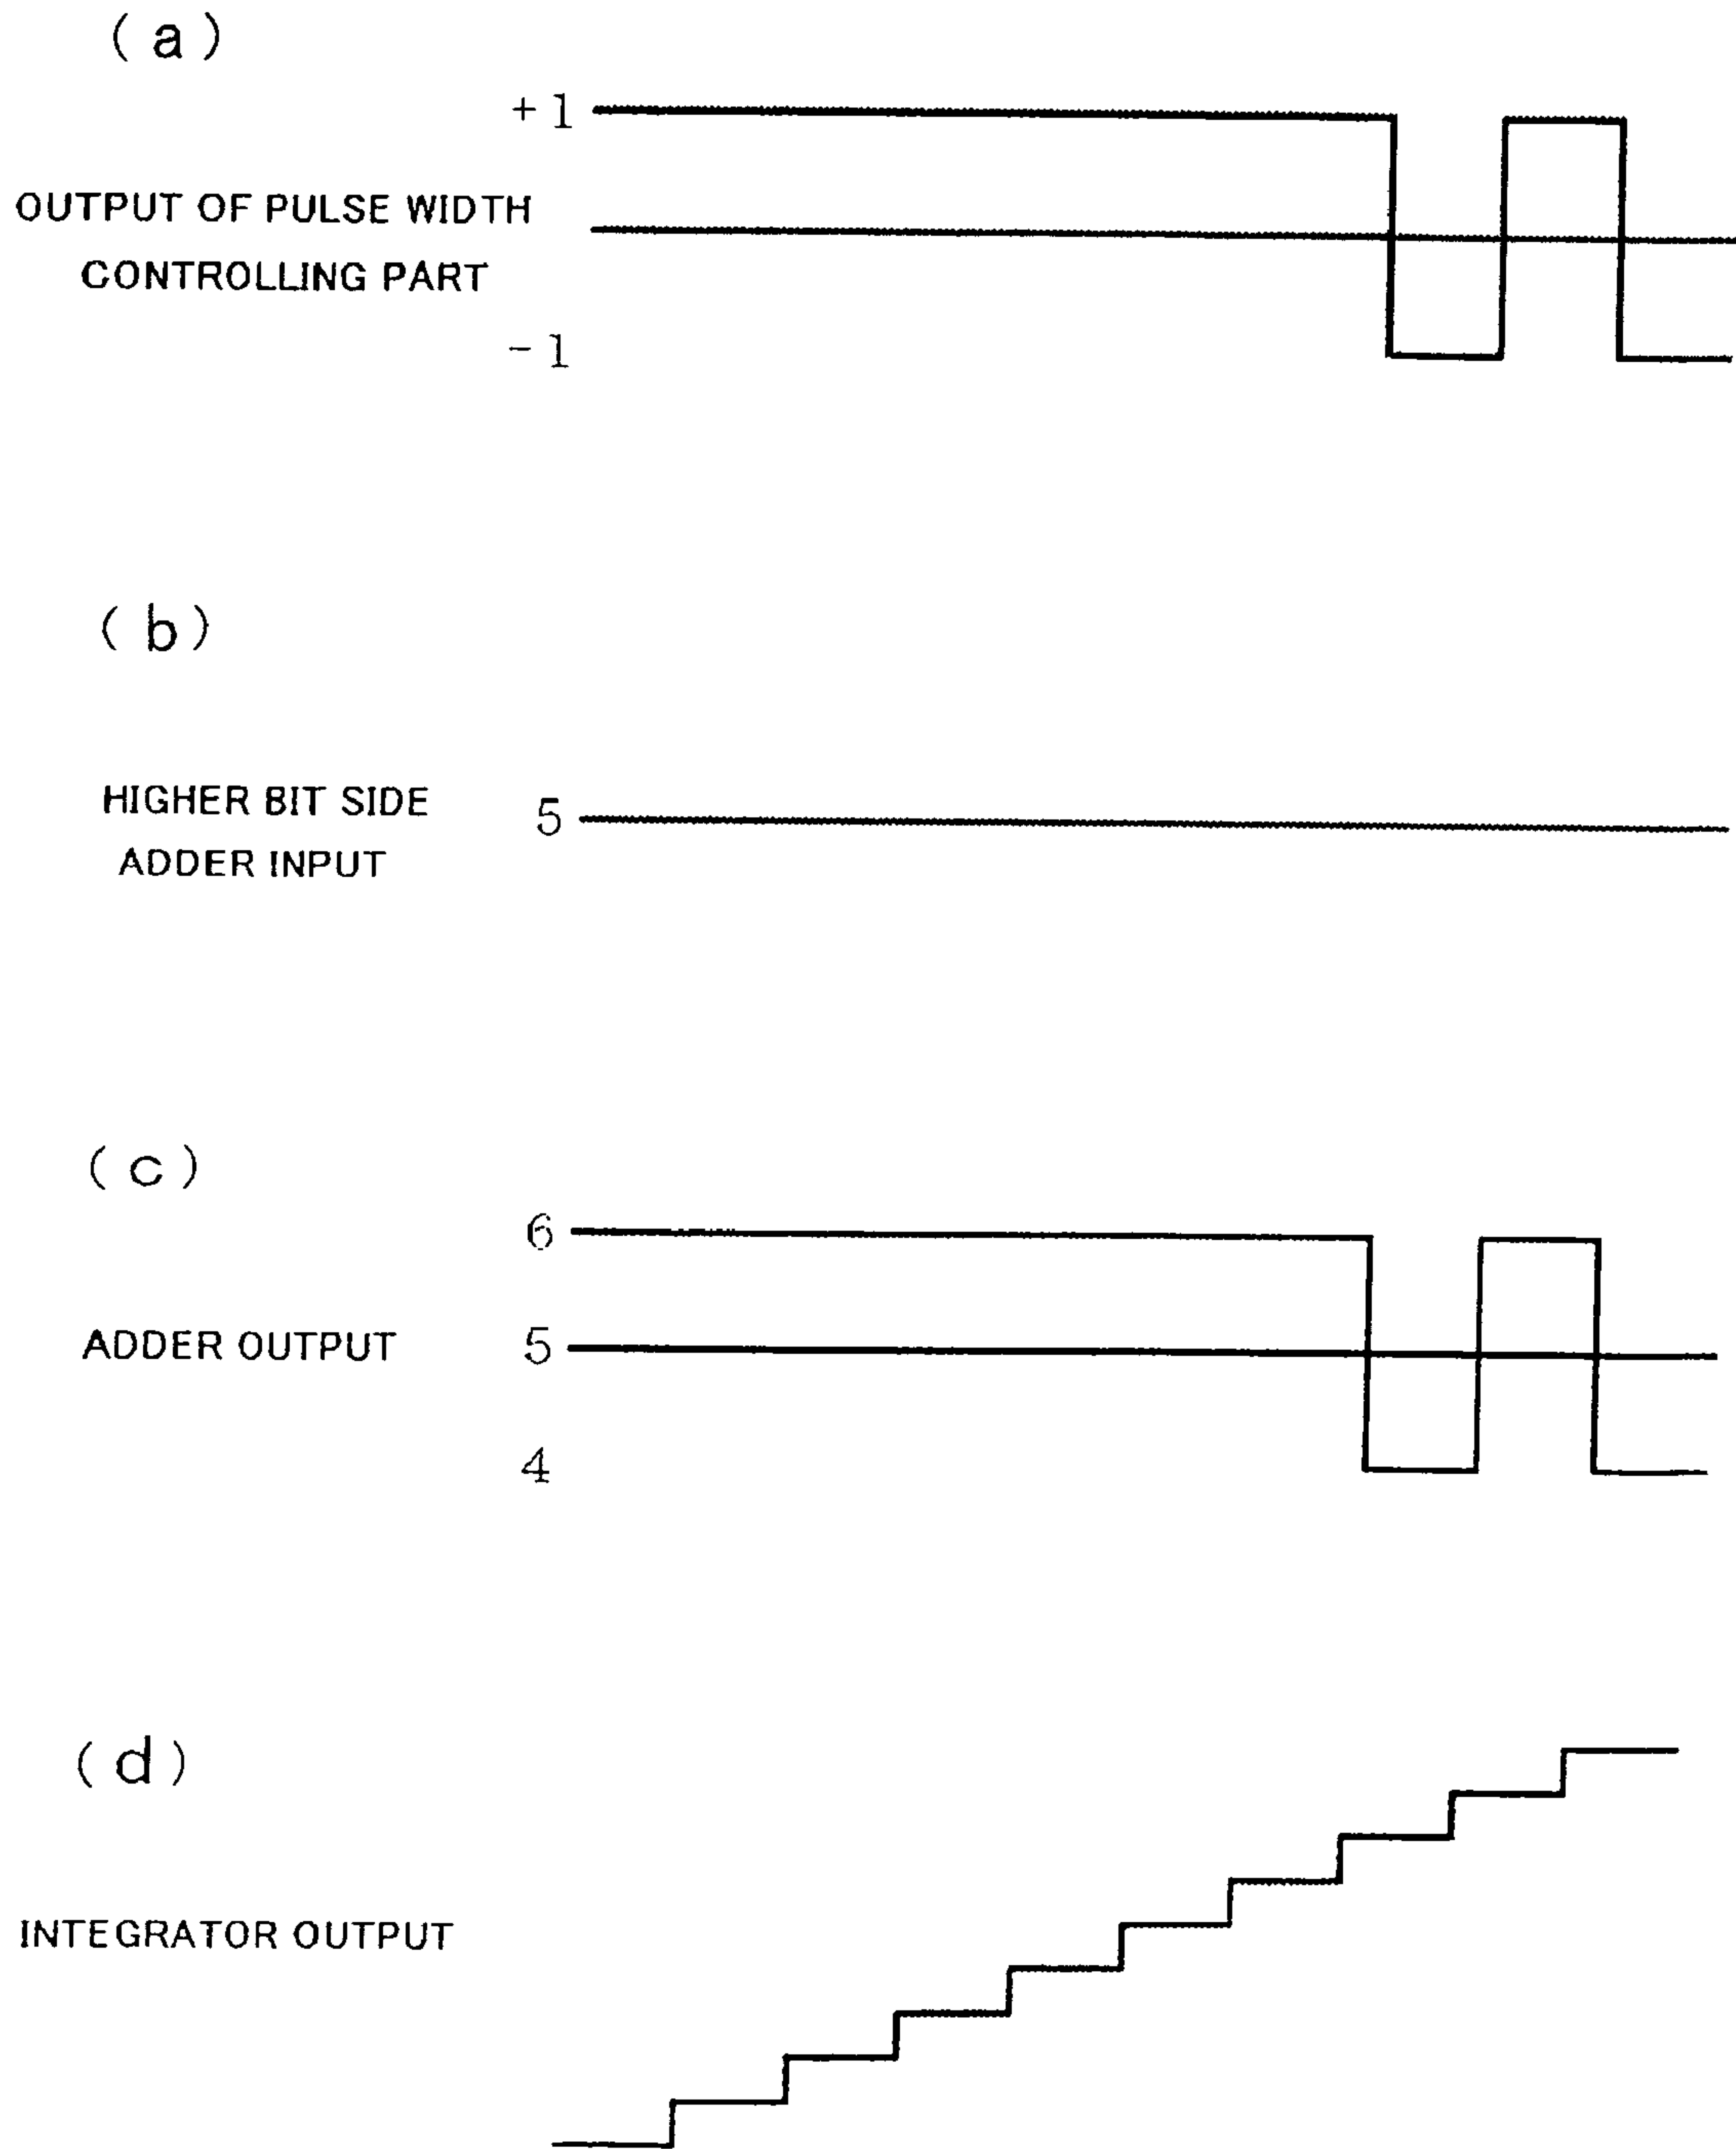 ( a )
+1
OUTPUT OF PULSE WIDTH
CONTROLLING PART
-1
( b )
HIGHER BIT SIDE
5
ADDER INPUT
( c )
6
ADDER OUTPUT
5
4
( d )
INTEGRATOR OUTPUT